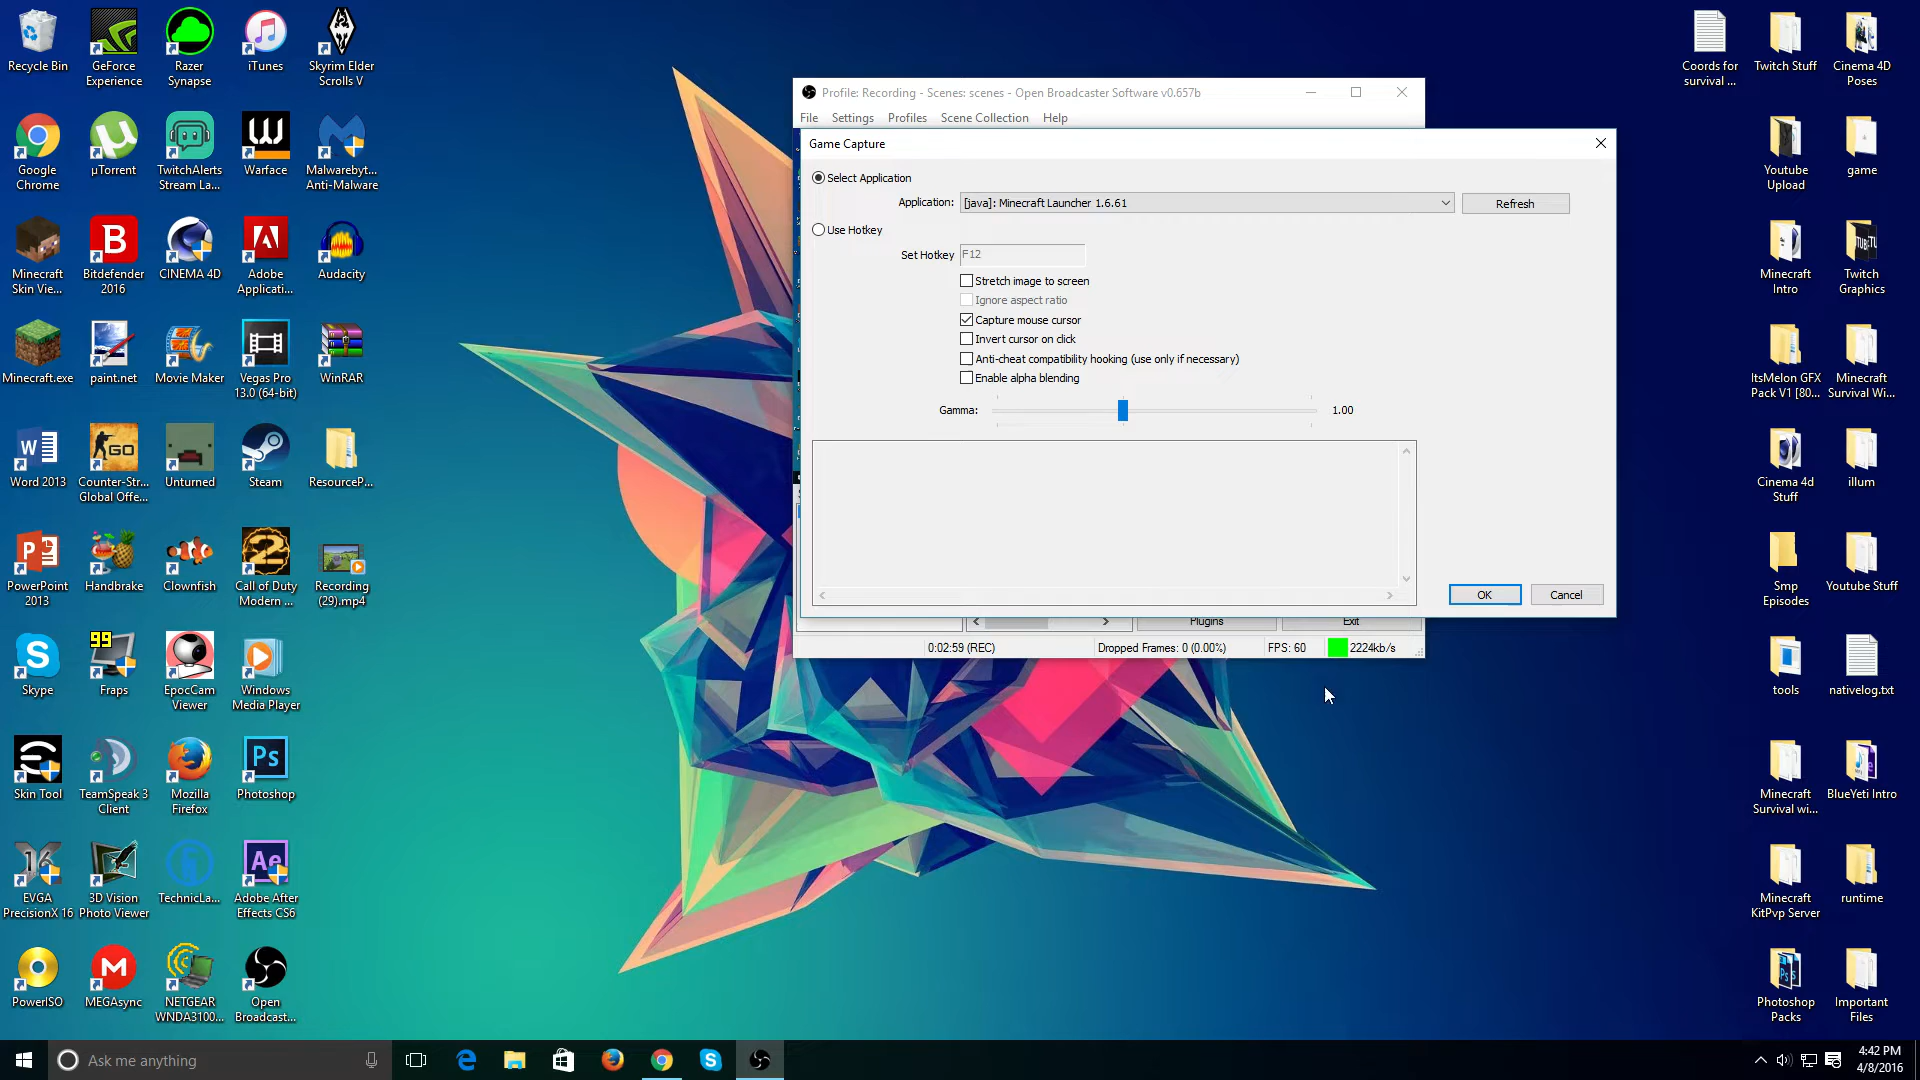 Recycle Bin
GeForce
Experience
Razer
Synapse
iTunes
Skyrim Elder
Scrolls V
Google
Chrome
µTorrent
TwitchAlerts
Stream La...
Warface
Malwarebyt...
Anti-Malware
Minecraft
Skin Vie...
Bitdefender
2016
CINEMA 4D
Adobe
Applicati...
Audacity
Minecraft.exe
paint.net
Movie Maker
Vegas Pro
13.0 (64-bit)
WinRAR
Word 2013
Counter-Str...
Global Offe...
Unturned
Steam
ResourceP...
PowerPoint
2013
Handbrake
Clownfish
Call of Duty
Modern ...
Recording
(29).mp4
Skype
99
Fraps
EpocCam
Viewer
Windows
Media Player
Skin Tool
TeamSpeak 3
Client
Mozilla
Firefox
Photoshop
EVGA
PrecisionX 16
3D Vision
Photo Viewer
TechnicLa...
Adobe After
Effects CS6
PowerISO
MEGAsync
NETGEAR
WNDA3100...
Open
Broadcast...
Profile: Recording - Scenes: scenes - Open Broadcaster Software v0.657b
File Settings Profiles Scene Collection Help
Game Capture
Select Application
Application: [java]: Minecraft Launcher 1.6.61 Refresh
Use Hotkey
Set Hotkey F12
Stretch image to screen
Ignore aspect ratio
Capture mouse cursor
Invert cursor on click
Anti-cheat compatibility hooking (use only if necessary)
Enable alpha blending
Gamma: 1.00
OK Cancel
Plugins Exit
0:02:59 (REC) Dropped Frames: 0 (0.00%) FPS: 60 2224kb/s
Coords for
survival ...
Twitch Stuff
Cinema 4D
Poses
Youtube
Upload
game
Minecraft
Intro
Twitch
Graphics
ItsMelon GFX
Pack V1 [80...
Minecraft
Survival Wi...
Cinema 4d
Stuff
illum
Smp
Episodes
Youtube Stuff
tools
nativelog.txt
Minecraft
Survival wi...
BlueYeti Intro
Minecraft
KitPvp Server
runtime
Photoshop
Packs
Important
Files
Ask me anything
4:42 PM
4/8/2016